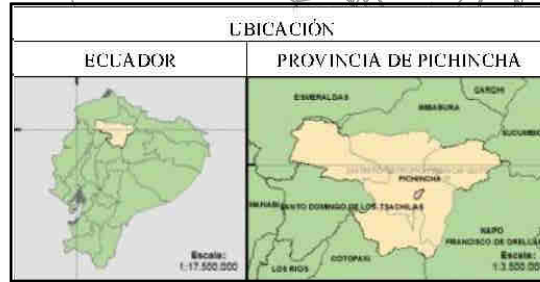 UBICACIÓN
ECUADOR
PROVINCIA DE PICHINCHA
ESMERALDAS
CARCHI
IMBABURA
SUCUMBIOS
PICHINCHA
MANABI
SANTO DOMINGO DE LOS TSACHILAS
NAPO
FRANCISCO DE ORELLANA
COTOPAXI
LOS RIOS
Escala:
1:17.500.000
Escala:
1:3.500.000